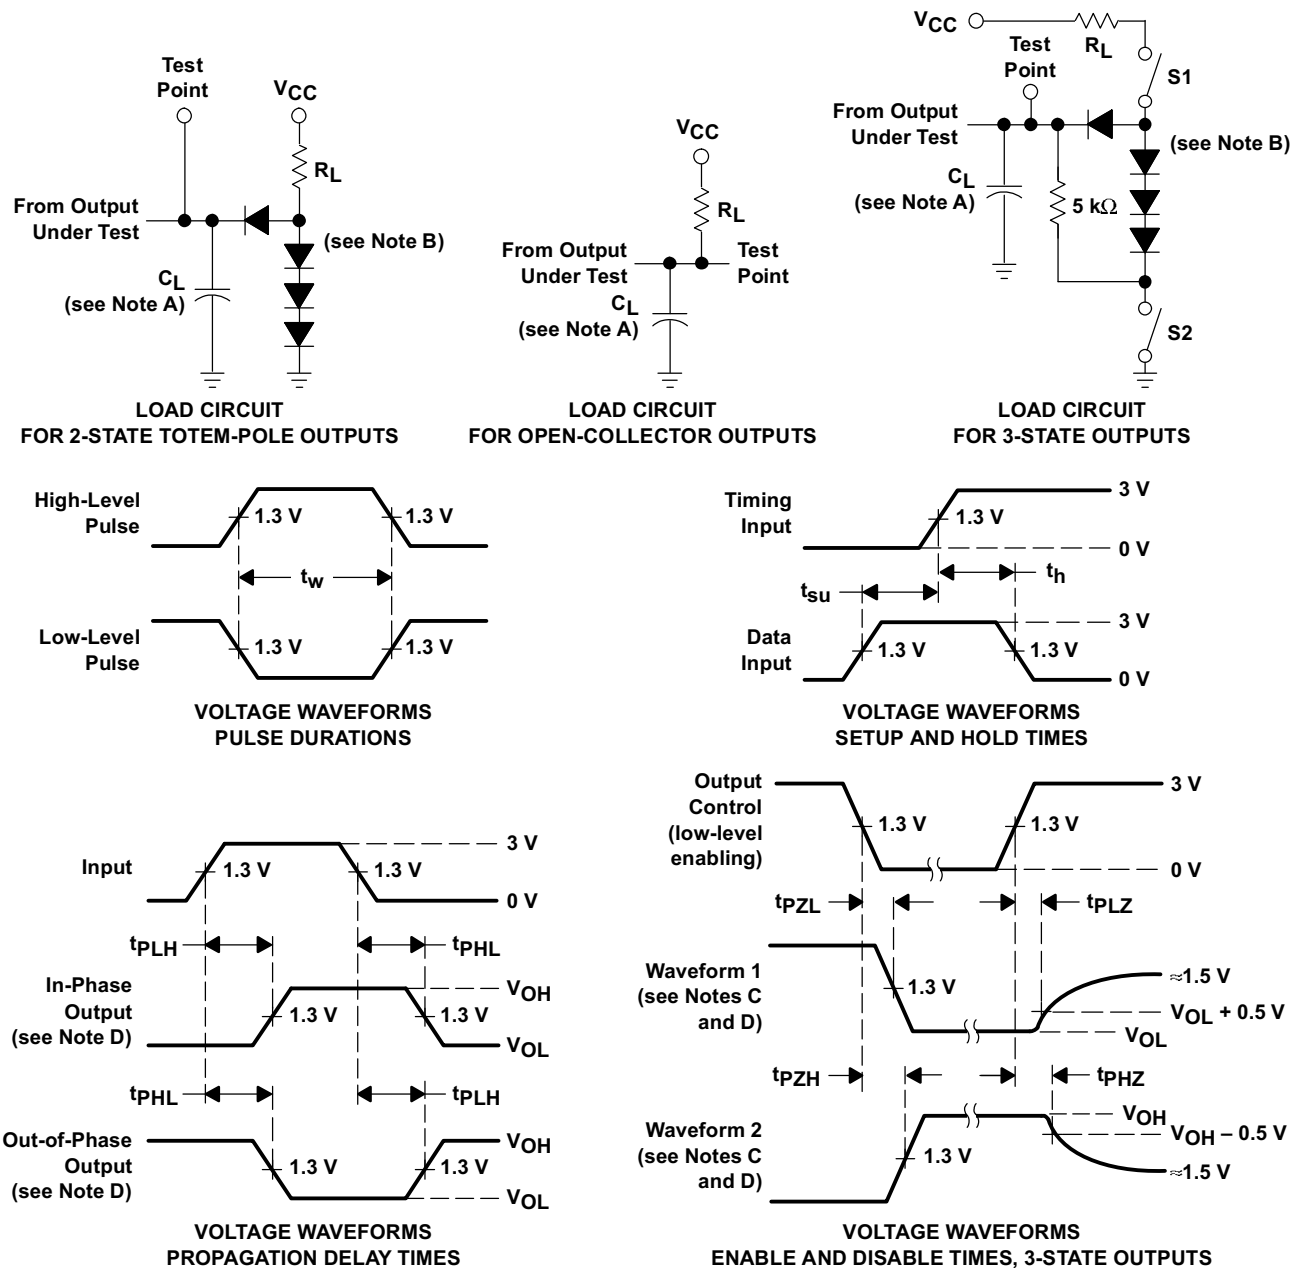 Test
Point
VCC
RL
From Output
Under Test
(see Note B)
CL
(see Note A)
LOAD CIRCUIT
FOR 2-STATE TOTEM-POLE OUTPUTS
VCC
RL
From Output
Under Test
Test
Point
CL
(see Note A)
LOAD CIRCUIT
FOR OPEN-COLLECTOR OUTPUTS
VCC
RL
Test
Point
S1
From Output
Under Test
(see Note B)
CL
(see Note A)
5 kΩ
S2
LOAD CIRCUIT
FOR 3-STATE OUTPUTS
High-Level
Pulse
1.3 V
1.3 V
tw
Low-Level
Pulse
1.3 V
1.3 V
VOLTAGE WAVEFORMS
PULSE DURATIONS
Timing
Input
1.3 V
3 V
0 V
tsu
th
Data
Input
1.3 V
1.3 V
3 V
0 V
VOLTAGE WAVEFORMS
SETUP AND HOLD TIMES
Input
1.3 V
1.3 V
3 V
0 V
tPLH
tPHL
In-Phase
Output
(see Note D)
1.3 V
1.3 V
VOH
VOL
tPHL
tPLH
Out-of-Phase
Output
(see Note D)
1.3 V
1.3 V
VOH
VOL
VOLTAGE WAVEFORMS
PROPAGATION DELAY TIMES
Output
Control
(low-level
enabling)
1.3 V
1.3 V
3 V
0 V
tPZL
tPLZ
Waveform 1
(see Notes C
and D)
1.3 V
≈1.5 V
VOL + 0.5 V
VOL
tPZH
tPHZ
Waveform 2
(see Notes C
and D)
1.3 V
VOH
VOH – 0.5 V
≈1.5 V
VOLTAGE WAVEFORMS
ENABLE AND DISABLE TIMES, 3-STATE OUTPUTS